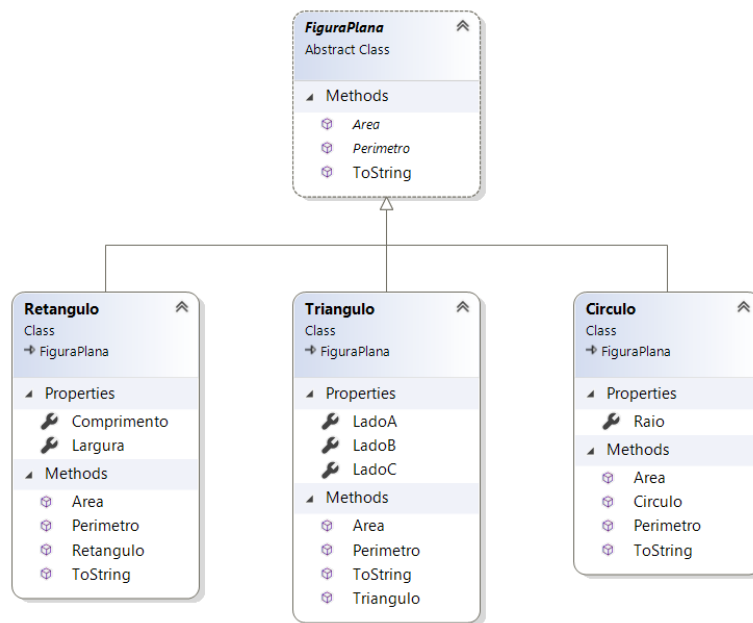 FiguraPlana
Abstract Class
Methods
Area
Perimetro
ToString
Retangulo
Class
FiguraPlana
Properties
Comprimento
Largura
Methods
Area
Perimetro
Retangulo
ToString
Triangulo
Class
FiguraPlana
Properties
LadoA
LadoB
LadoC
Methods
Area
Perimetro
ToString
Triangulo
Circulo
Class
FiguraPlana
Properties
Raio
Methods
Area
Circulo
Perimetro
ToString